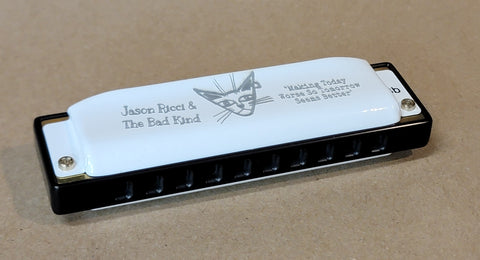 Jason Ricci &
The Bad Kind
"Making Today
Worse So Tomorrow
Seems Better"